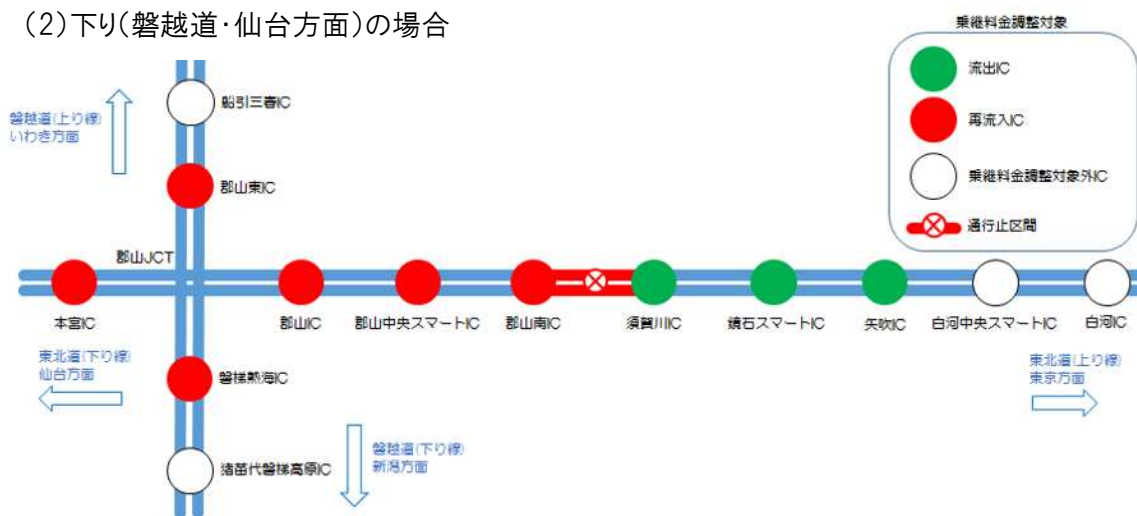 (2)下り(磐越道・仙台方面)の場合
乗継料金調整対象
流出IC
再流入IC
乗継料金調整対象外IC
通行止区間
船引三春IC
磐越道(上り線)
いわき方面
郡山東IC
郡山JCT
本宮IC
郡山IC
郡山中央スマートIC
郡山南IC
須賀川IC
鏡石スマートIC
矢吹IC
白河中央スマートIC
白河IC
東北道(下り線)
仙台方面
磐梯熱海IC
東北道(上り線)
東京方面
磐越道(下り線)
新潟方面
猪苗代磐梯高原IC